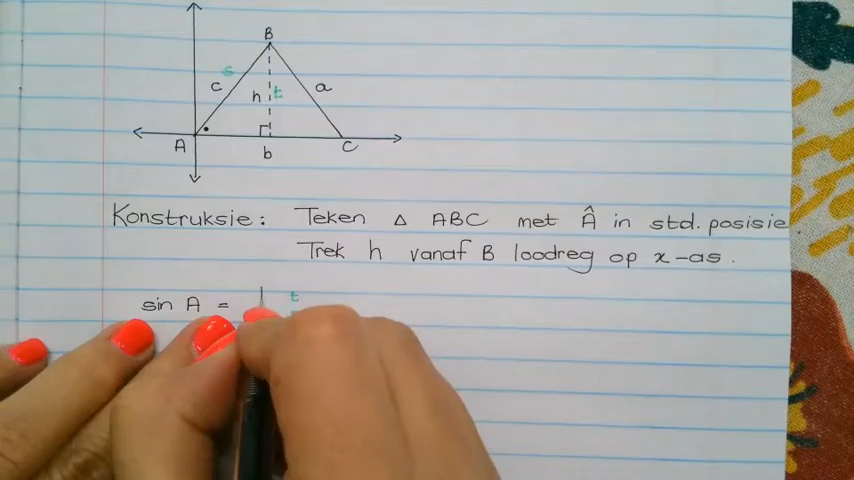 B
c s h t a
A b C
Konstruksie: Teken △ ABC met Â in std. posisie.
Trek h vanaf B loodreg op x-as.
sin A = t